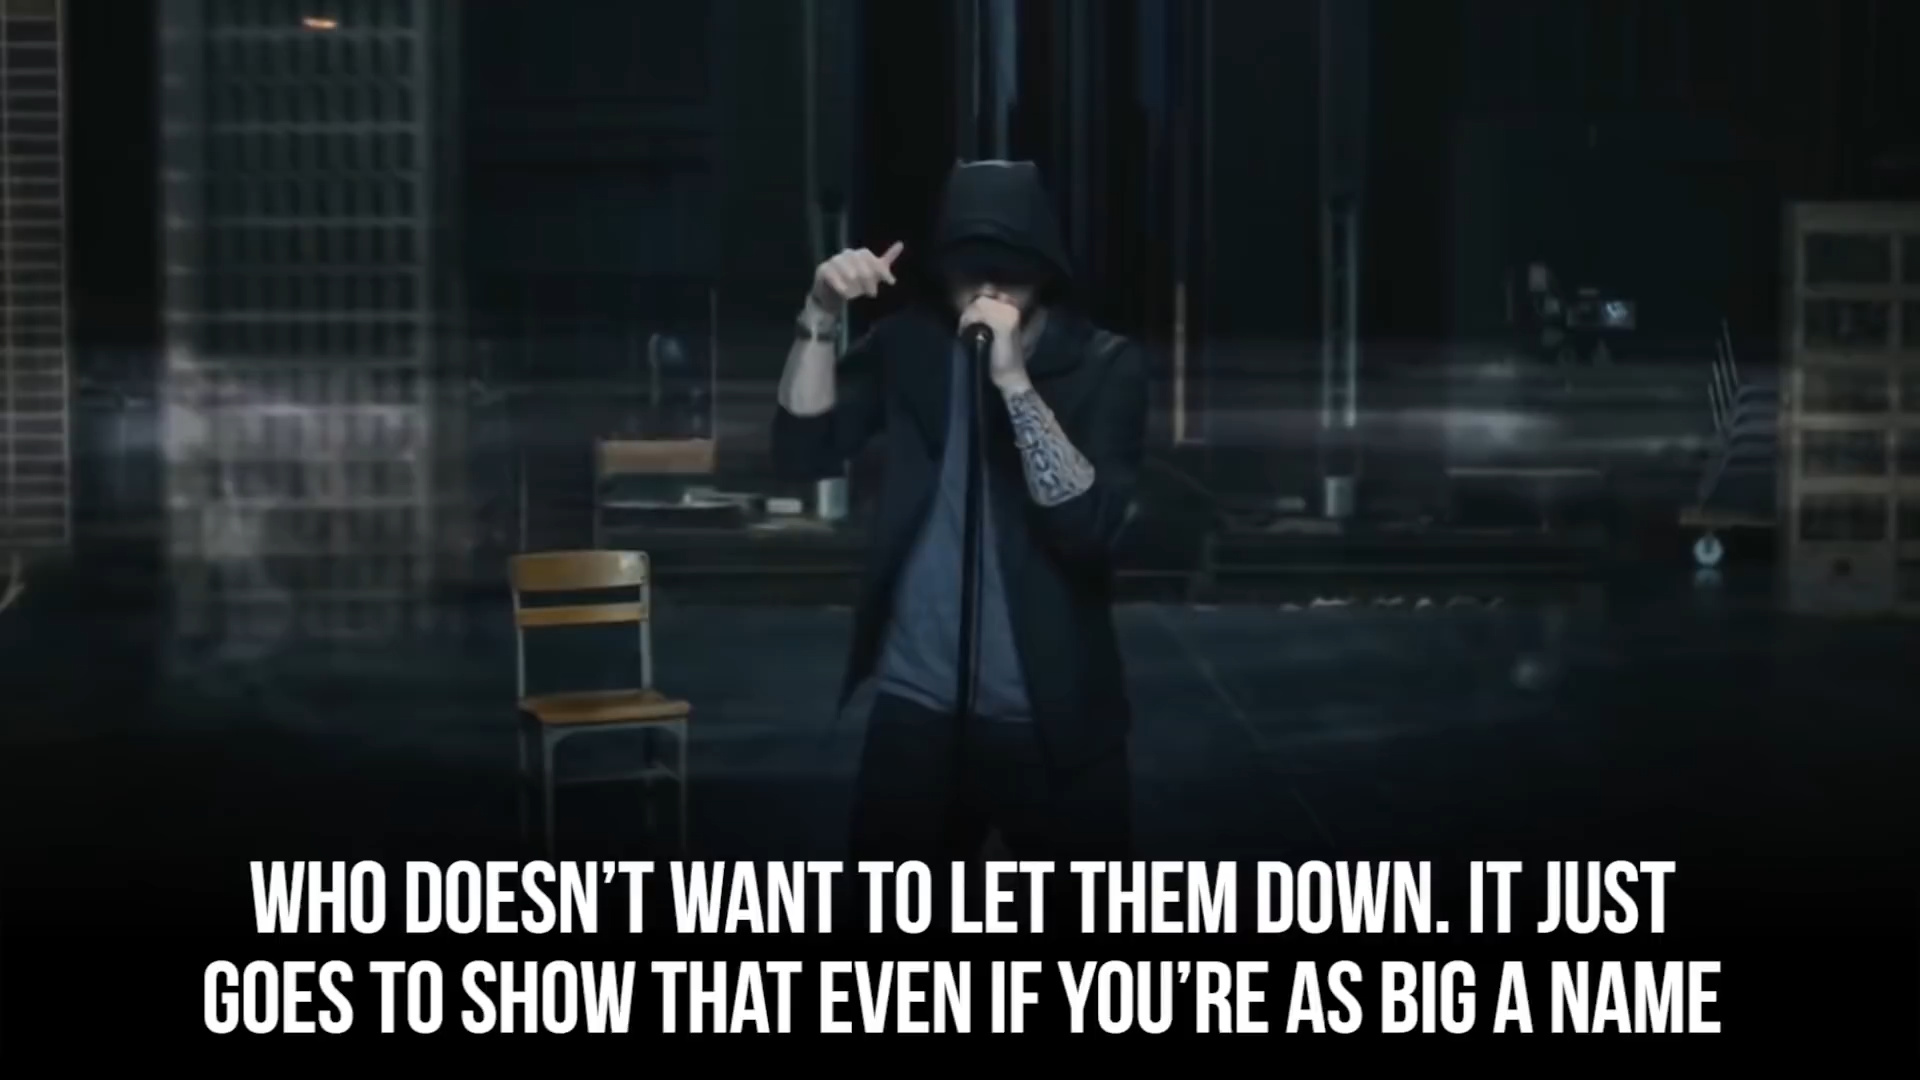 WHO DOESN’T WANT TO LET THEM DOWN. IT JUST
GOES TO SHOW THAT EVEN IF YOU’RE AS BIG A NAME